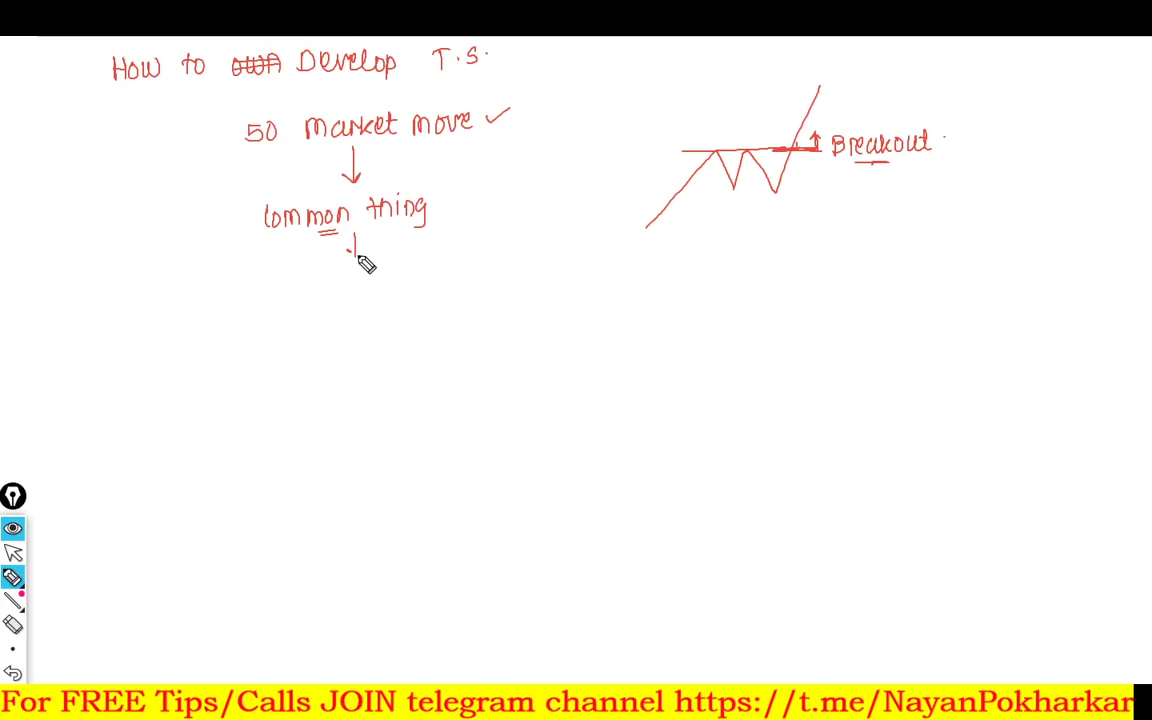 How to Develop T.S.
50 market move
common thing
Breakout
For FREE Tips/Calls JOIN telegram channel https://t.me/NayanPokharkar